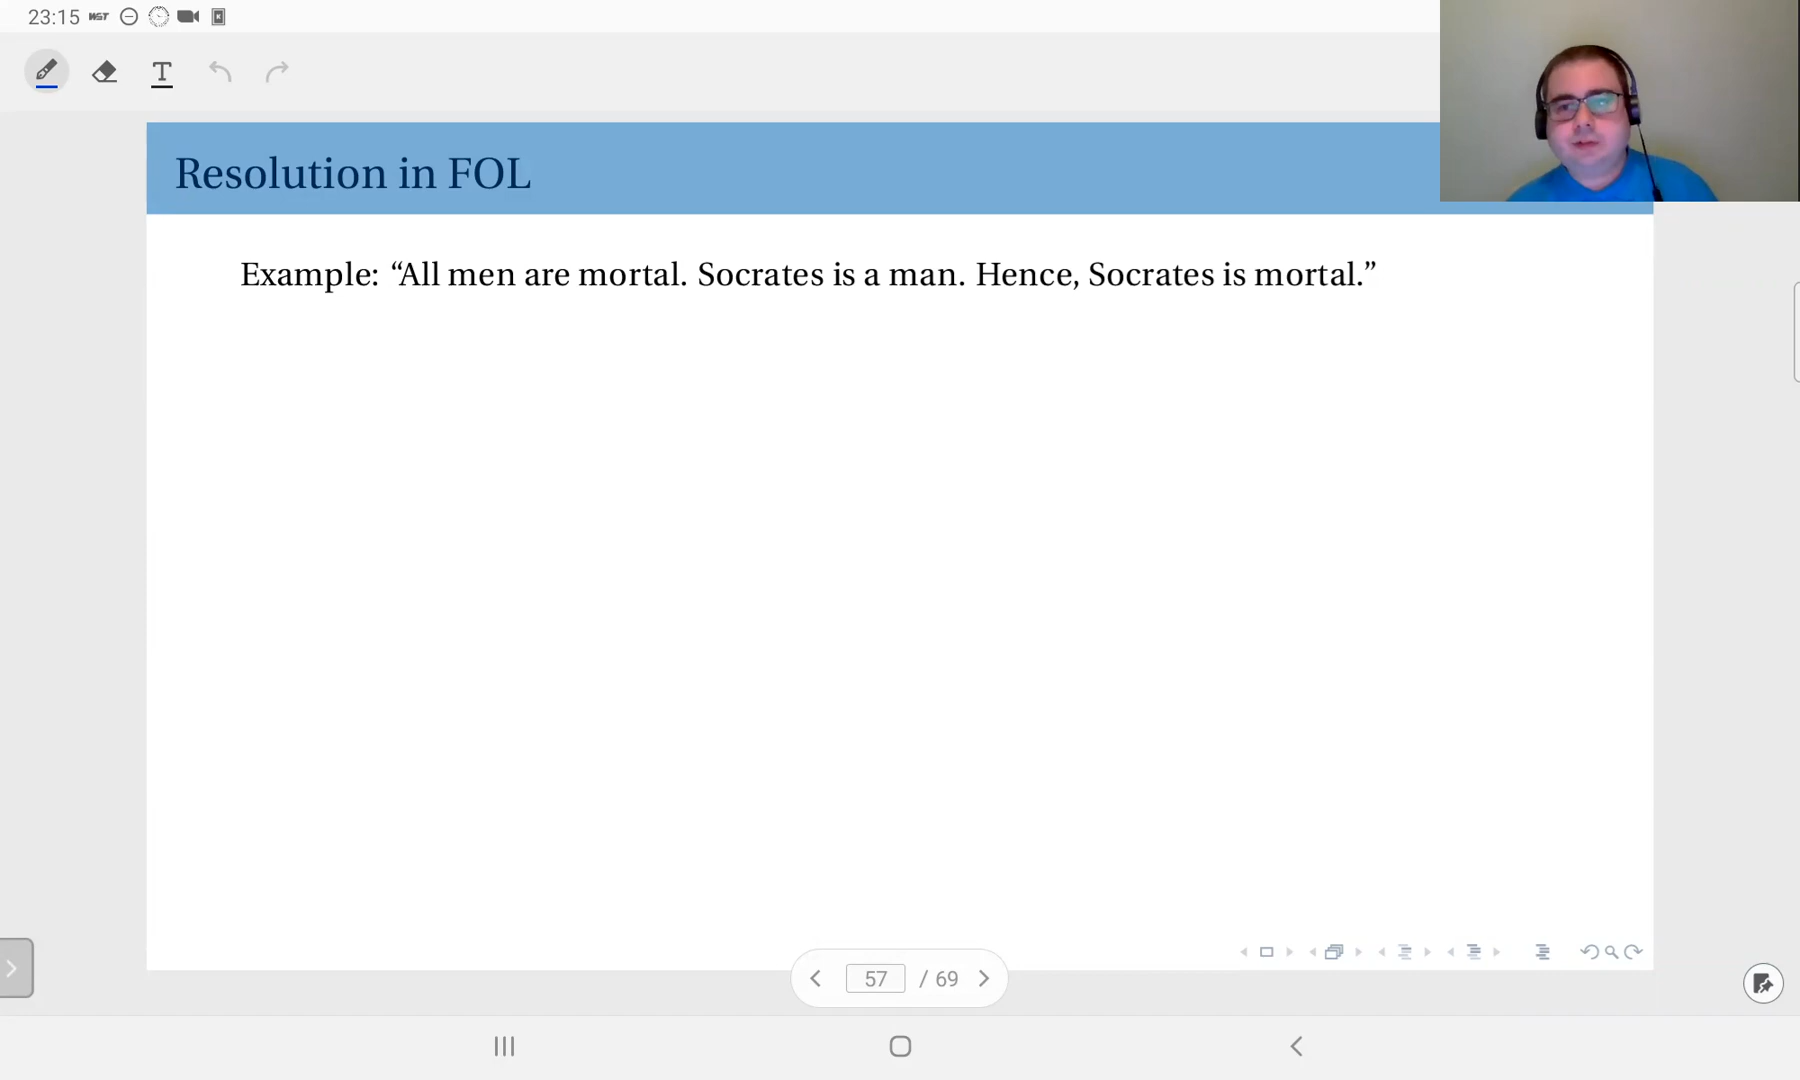 23:15 WST
T
Resolution in FOL
Example: “All men are mortal. Socrates is a man. Hence, Socrates is mortal.”
57 / 69